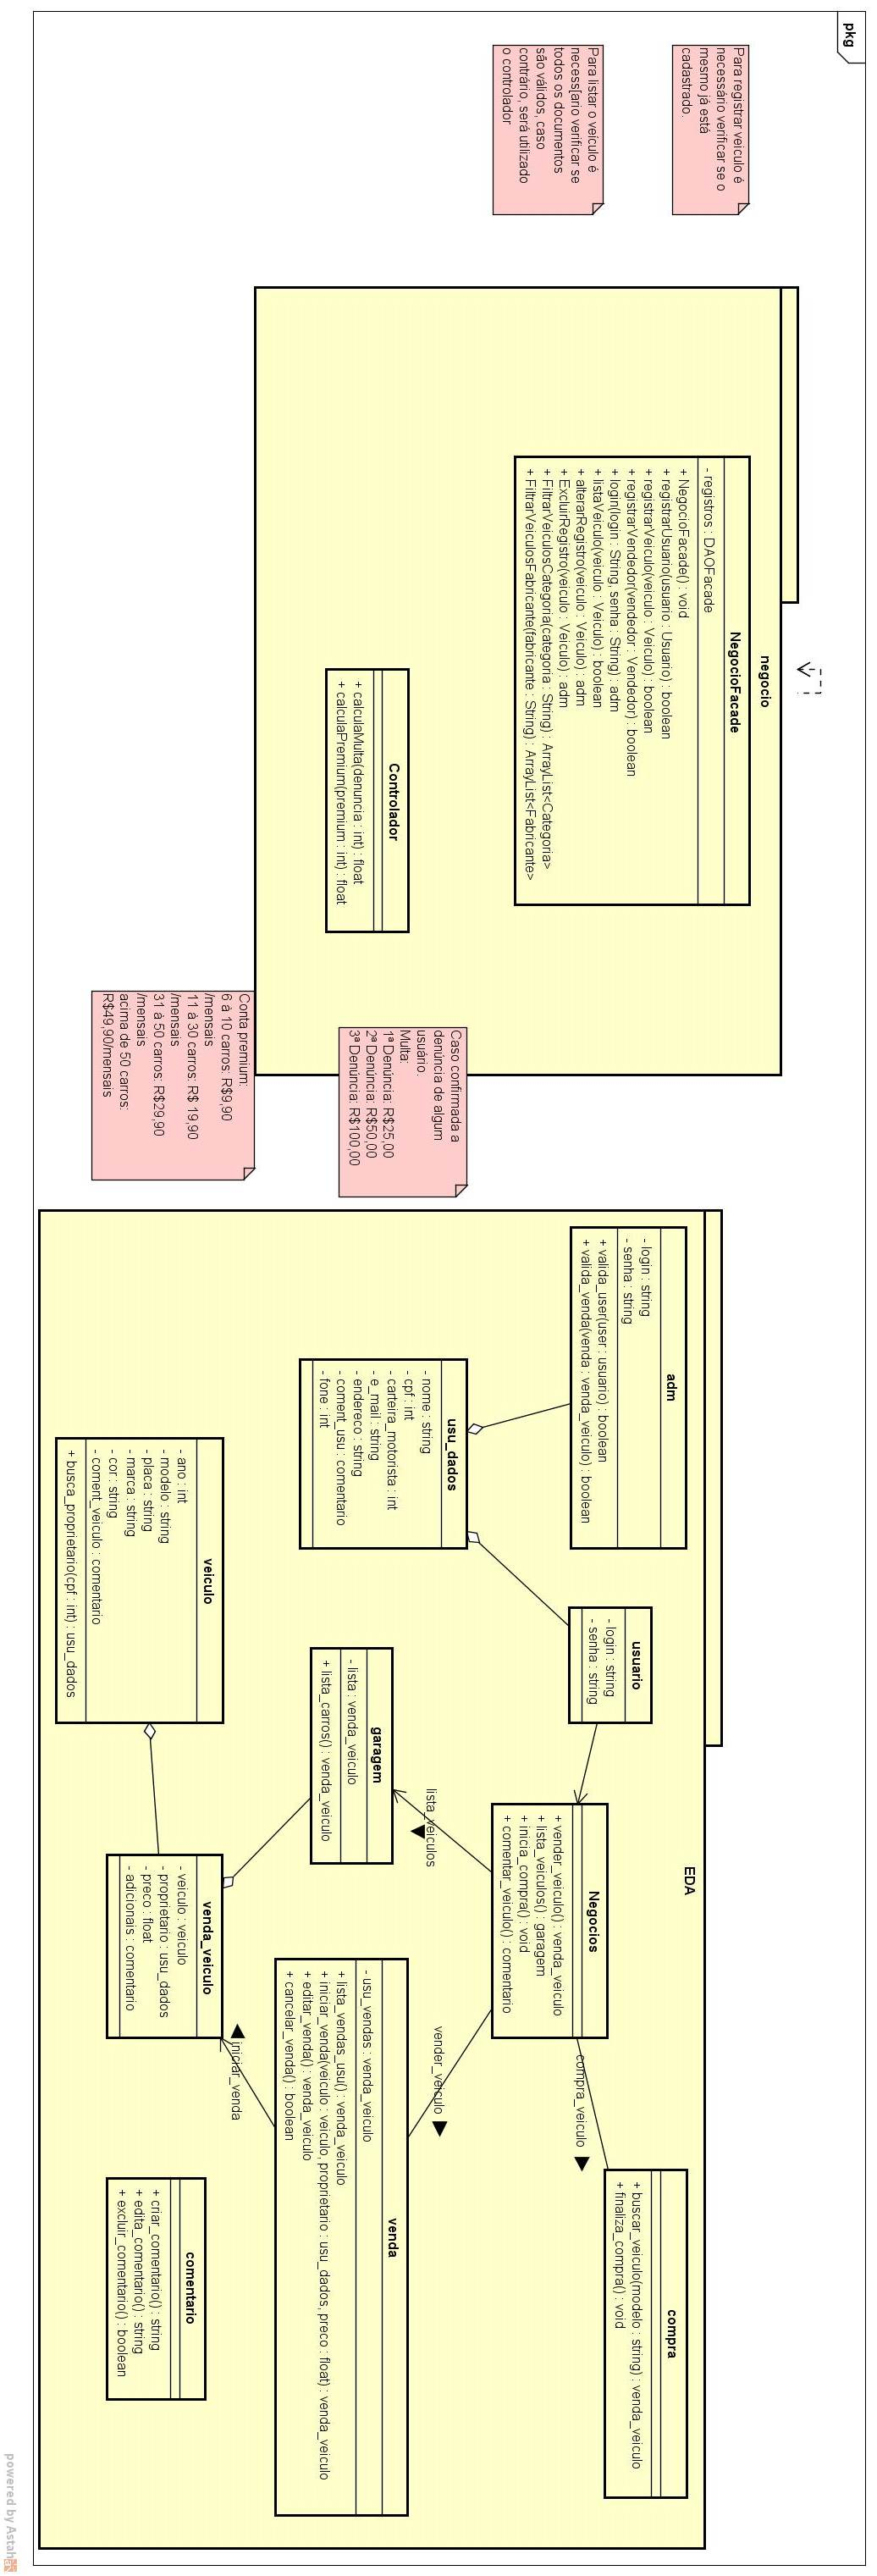 pkg
Para registrar veiculo é
necessário verificar se o
mesmo já está
cadastrado.
Para listar o veículo é
necess[ario verificar se
todos os documentos
são válidos, caso
contrário, será utilizado
o controlador
negocio
NegocioFacade
- registros : DAOFacade
+ NegocioFacade() : void
+ registrarUsuario(usuario : Usuario) : boolean
+ registrarVeiculo(veiculo : Veiculo) : boolean
+ registrarVendedor(vendedor : Vendedor) : boolean
+ login(login : String, senha : String) : adm
+ listaVeiculo(veiculo : Veiculo) : boolean
+ alterarRegistro(veiculo : Veiculo) : adm
+ ExcluirRegistro(veiculo : Veiculo) : adm
+ FiltrarVeiculosCategoria(categoria : String) : ArrayList<Categoria>
+ FiltrarVeiculosFabricante(fabricante : String) : ArrayList<Fabricante>
Controlador
+ calculaMulta(denuncia : int) : float
+ calculaPremium(premium : int) : float
Caso confirmada a
denúncia de algum
usuário.
Multa:
1ª Denúncia: R$25,00
2ª Denúncia: R$50,00
3ª Denúncia: R$100,00
Conta premium:
6 à 10 carros: R$9,90
/mensais
11 à 30 carros: R$ 19,90
/mensais
31 à 50 carros: R$29,90
/mensais
acima de 50 carros:
R$49,90/mensais
EDA
adm
- login : string
- senha : string
+ valida_user(user : usuario) : boolean
+ valida_venda(venda : venda_veiculo) : boolean
usuario
- login : string
- senha : string
Negocios
+ vender_veiculo() : venda_veiculo
+ lista_veiculos() : garagem
+ inicia_compra() : void
+ comentar_veiculo() : comentario
compra_veiculo
compra
+ buscar_veiculo(modelo : string) : venda_veiculo
+ finaliza_compra() : void
usu_dados
- nome : string
- cpf : int
- carteira_motorista : int
- e_mail : string
- endereco : string
- coment_usu : comentario
- fone : int
lista_veiculos
garagem
- lista : venda_veiculo
+ lista_carros() : venda_veiculo
vender_veiculo
venda
- usu_vendas : venda_veiculo
+ lista_vendas_usu() : venda_veiculo
+ iniciar_venda(veiculo : veiculo, proprietario : usu_dados, preco : float) : venda_veiculo
+ editar_venda() : venda_veiculo
+ cancelar_venda() : boolean
veiculo
- ano : int
- modelo : string
- placa : string
- marca : string
- cor : string
- coment_veiculo : comentario
+ busca_proprietario(cpf : int) : usu_dados
venda_veiculo
- veiculo : veiculo
- proprietario : usu_dados
- preco : float
- adicionais : comentario
iniciar_venda
comentario
+ criar_comentario() : string
+ edita_comentario() : string
+ excluir_comentario() : boolean
powered by Astah